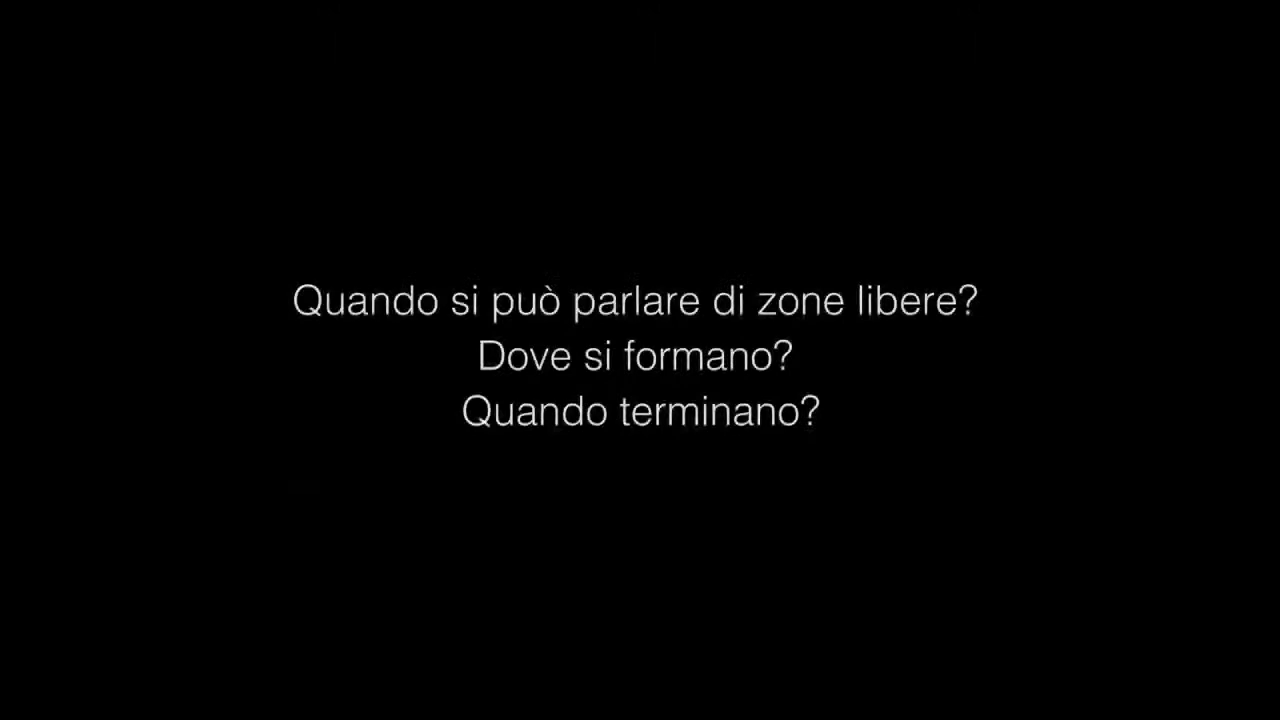 Quando si può parlare di zone libere?
Dove si formano?
Quando terminano?